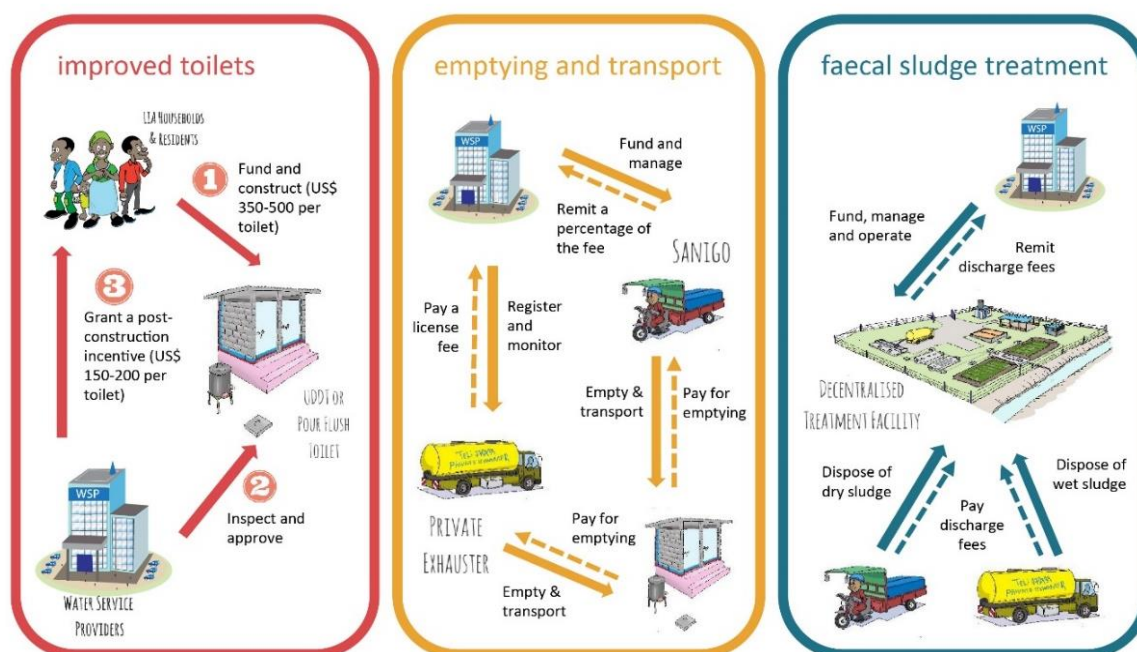 improved toilets
LIA HOUSEHOLDS
& RESIDENTS
1
Fund and
construct (US$
350-500 per
toilet)
3
Grant a post-
construction
incentive (US$
150-200 per
toilet)
UDDT OR
POUR FLUSH
TOILET
2
Inspect and
approve
WSP
WATER SERVICE
PROVIDERS
emptying and transport
WSP
Fund and
manage
Remit a
percentage of
the fee
SANIGO
Pay a
license
fee
Register
and
monitor
Empty &
transport
Pay for
emptying
PRIVATE
EXHAUSTER
Pay for
emptying
Empty &
transport
faecal sludge treatment
WSP
Fund, manage
and operate
Remit
discharge fees
DECENTRALISED
TREATMENT FACILITY
Dispose of
dry sludge
Pay
discharge
fees
Dispose of
wet sludge